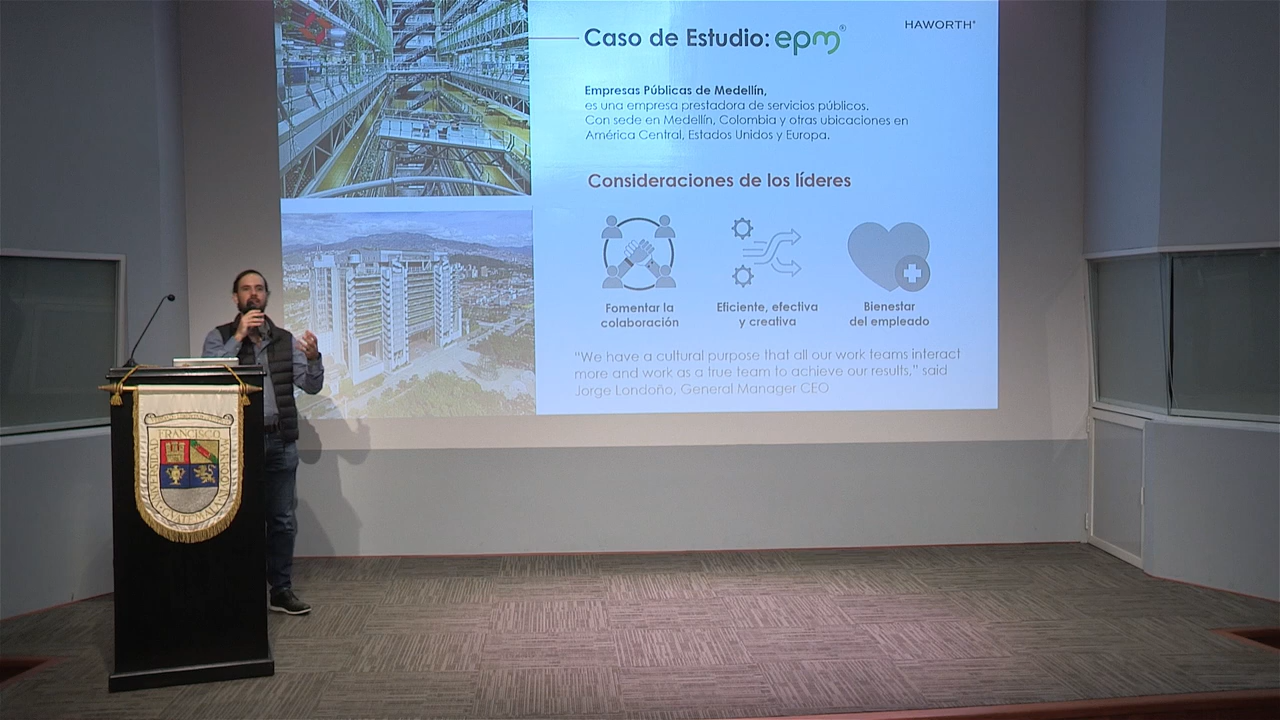 Caso de Estudio: epm®
HAWORTH®
Empresas Públicas de Medellín,
es una empresa prestadora de servicios públicos.
Con sede en Medellín, Colombia y otras ubicaciones en
América Central, Estados Unidos y Europa.
Consideraciones de los líderes
Fomentar la
colaboración
Eficiente, efectiva
y creativa
Bienestar
del empleado
"We have a cultural purpose that all our work teams interact
more and work as a true team to achieve our results," said
Jorge Londoño, General Manager CEO
UNIVERSIDAD FRANCISCO MARROQUIN
GUATEMALA